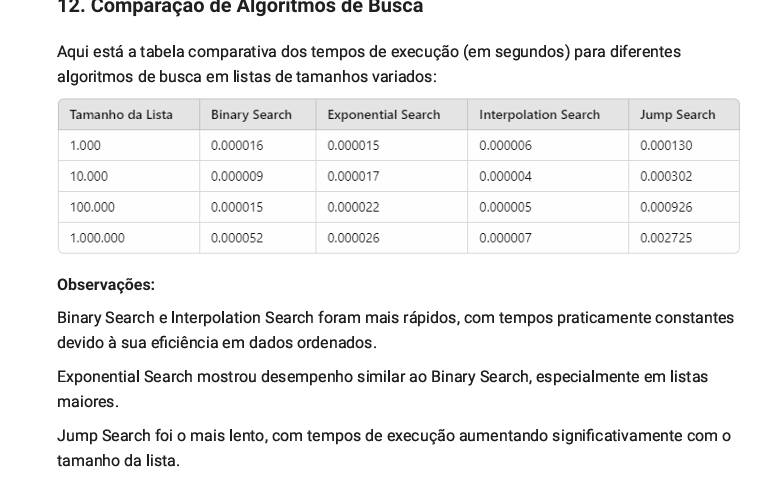 12. Comparação de Algoritmos de Busca
Aqui está a tabela comparativa dos tempos de execução (em segundos) para diferentes
algoritmos de busca em listas de tamanhos variados:
Tamanho da Lista Binary Search Exponential Search Interpolation Search Jump Search
1.000 0.000016 0.000015 0.000006 0.000130
10.000 0.000009 0.000017 0.000004 0.000302
100.000 0.000015 0.000022 0.000005 0.000926
1.000.000 0.000052 0.000026 0.000007 0.002725
Observações:
Binary Search e Interpolation Search foram mais rápidos, com tempos praticamente constantes
devido à sua eficiência em dados ordenados.
Exponential Search mostrou desempenho similar ao Binary Search, especialmente em listas
maiores.
Jump Search foi o mais lento, com tempos de execução aumentando significativamente com o
tamanho da lista.